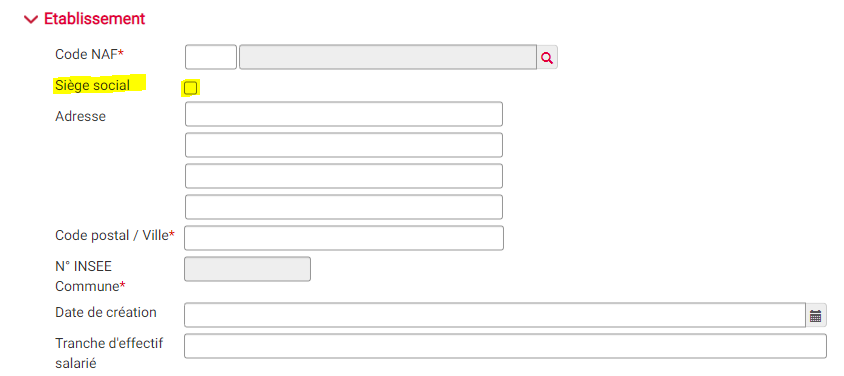 Etablissement
Code NAF*
Siège social
Adresse
Code postal / Ville*
N° INSEE
Commune*
Date de création
Tranche d'effectif
salarié